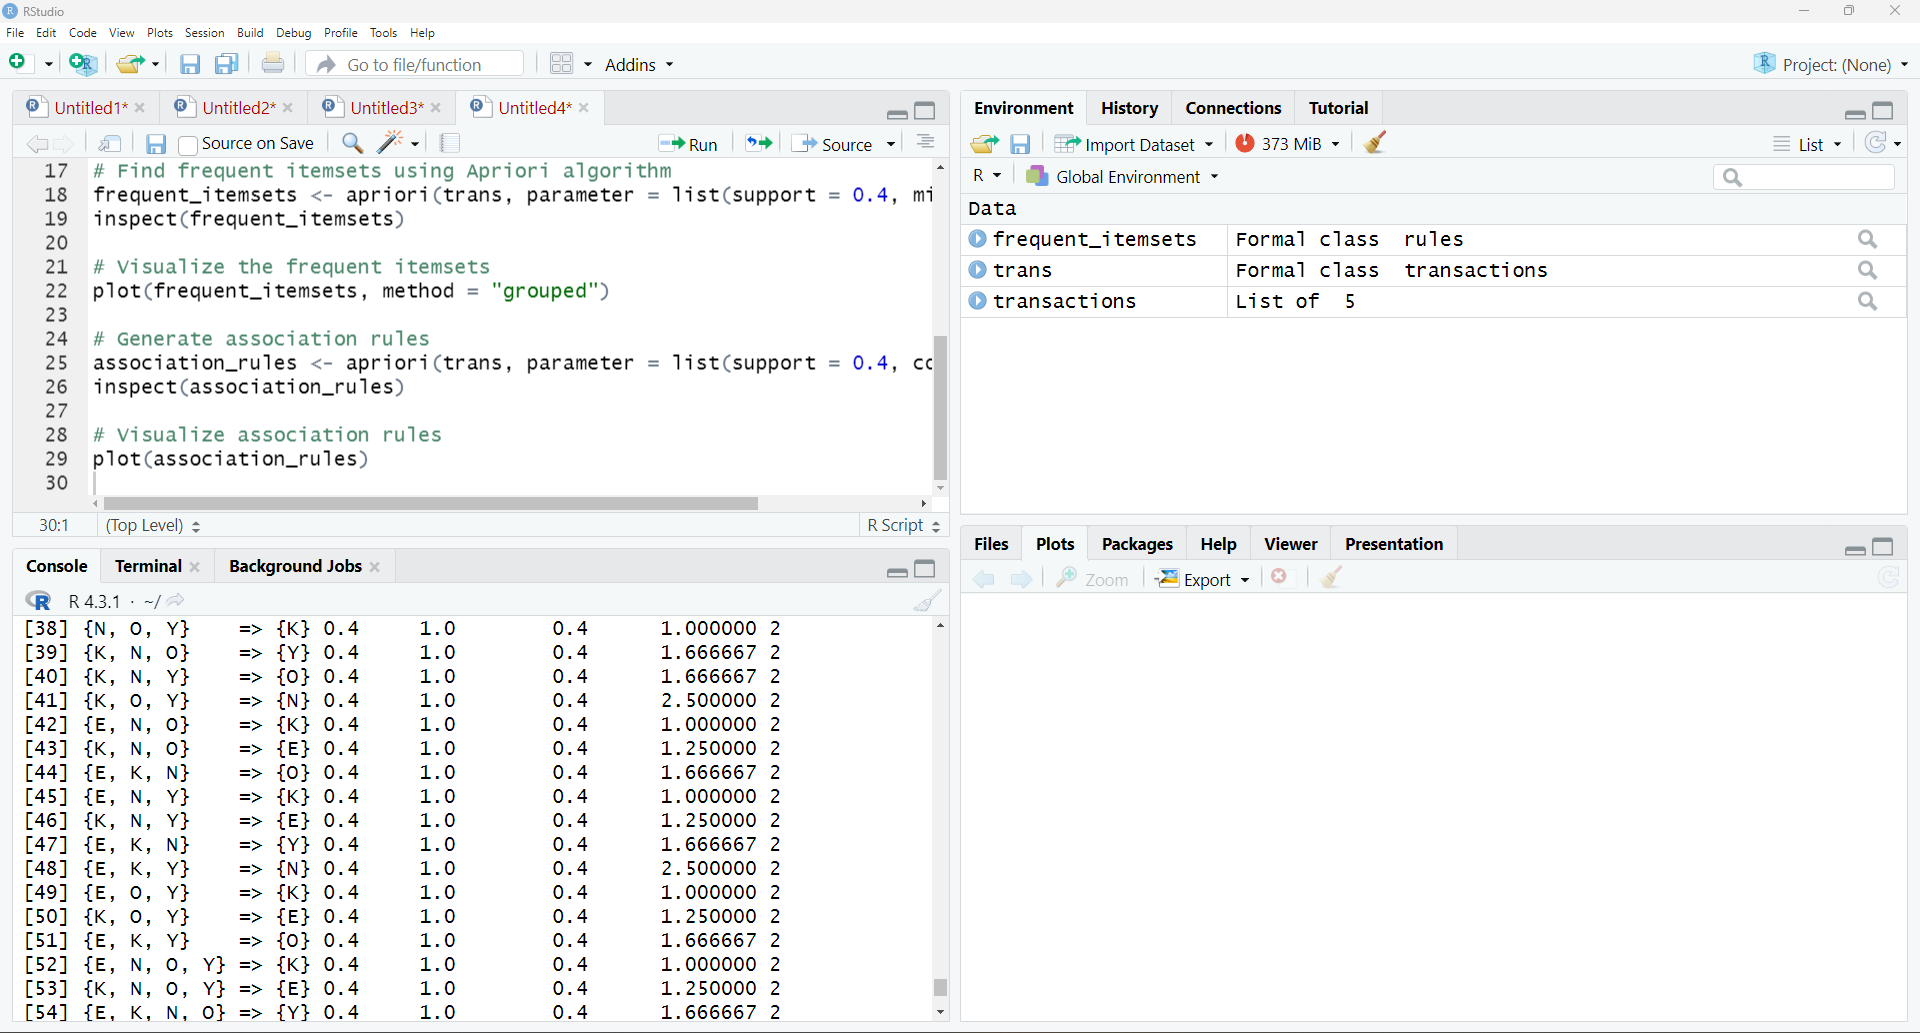 RStudio
File Edit Code View Plots Session Build Debug Profile Tools Help
Go to file/function Addins Project: (None)
Untitled1* Untitled2* Untitled3* Untitled4*
Source on Save Run Source
17 # Find frequent itemsets using Apriori algorithm
18 frequent_itemsets <- apriori(trans, parameter = list(support = 0.4, mi
19 inspect(frequent_itemsets)
20
21 # Visualize the frequent itemsets
22 plot(frequent_itemsets, method = "grouped")
23
24 # Generate association rules
25 association_rules <- apriori(trans, parameter = list(support = 0.4, co
26 inspect(association_rules)
27
28 # Visualize association rules
29 plot(association_rules)
30
30:1 (Top Level) R Script
Console Terminal Background Jobs
R 4.3.1 · ~/
[38] {N, O, Y} => {K} 0.4 1.0 0.4 1.000000 2
[39] {K, N, O} => {Y} 0.4 1.0 0.4 1.666667 2
[40] {K, N, Y} => {O} 0.4 1.0 0.4 1.666667 2
[41] {K, O, Y} => {N} 0.4 1.0 0.4 2.500000 2
[42] {E, N, O} => {K} 0.4 1.0 0.4 1.000000 2
[43] {K, N, O} => {E} 0.4 1.0 0.4 1.250000 2
[44] {E, K, N} => {O} 0.4 1.0 0.4 1.666667 2
[45] {E, N, Y} => {K} 0.4 1.0 0.4 1.000000 2
[46] {K, N, Y} => {E} 0.4 1.0 0.4 1.250000 2
[47] {E, K, N} => {Y} 0.4 1.0 0.4 1.666667 2
[48] {E, K, Y} => {N} 0.4 1.0 0.4 2.500000 2
[49] {E, O, Y} => {K} 0.4 1.0 0.4 1.000000 2
[50] {K, O, Y} => {E} 0.4 1.0 0.4 1.250000 2
[51] {E, K, Y} => {O} 0.4 1.0 0.4 1.666667 2
[52] {E, N, O, Y} => {K} 0.4 1.0 0.4 1.000000 2
[53] {K, N, O, Y} => {E} 0.4 1.0 0.4 1.250000 2
[54] {E, K, N, O} => {Y} 0.4 1.0 0.4 1.666667 2
Environment History Connections Tutorial
Import Dataset 373 MiB List
R Global Environment
Data
frequent_itemsets Formal class rules
trans Formal class transactions
transactions List of 5
Files Plots Packages Help Viewer Presentation
Zoom Export